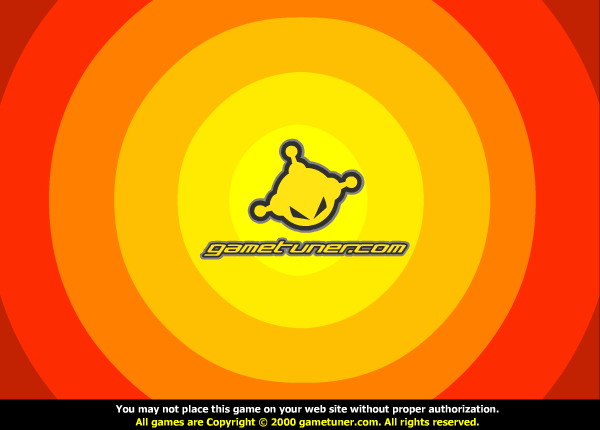 gametuner.com
You may not place this game on your web site without proper authorization.
All games are Copyright © 2000 gametuner.com. All rights reserved.